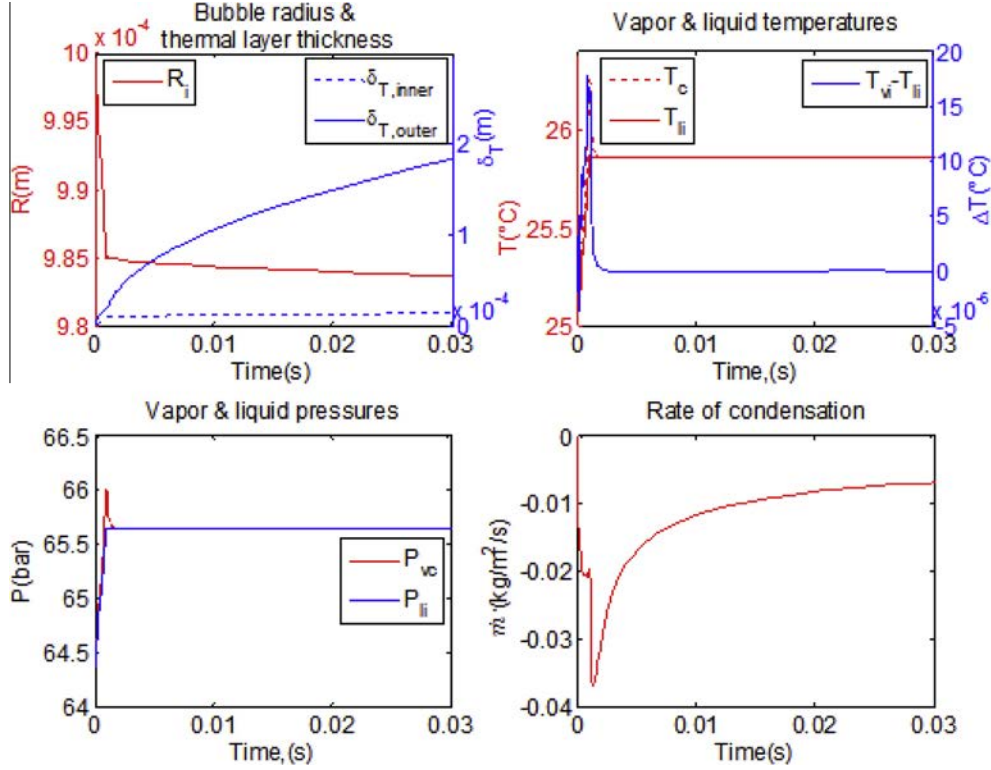 Bubble radius &
thermal layer thickness
x 10⁻⁴
10
9.95
9.9
9.85
9.8
R(m)
R_i
δ_T,inner
δ_T,outer
2
1
0
x 10⁻⁴
δ_T(m)
0
0.01
0.02
0.03
Time(s)
Vapor & liquid temperatures
26
25.5
25
T(°C)
T_c
T_li
T_vi-T_li
20
15
10
5
0
-5
x 10⁻⁶
ΔT(°C)
0
0.01
0.02
0.03
Time,(s)
Vapor & liquid pressures
66.5
66
65.5
65
64.5
64
P(bar)
P_vc
P_li
0
0.01
0.02
0.03
Time,(s)
Rate of condensation
0
-0.01
-0.02
-0.03
-0.04
ṁ''(kg/m²/s)
0
0.01
0.02
0.03
Time(s)